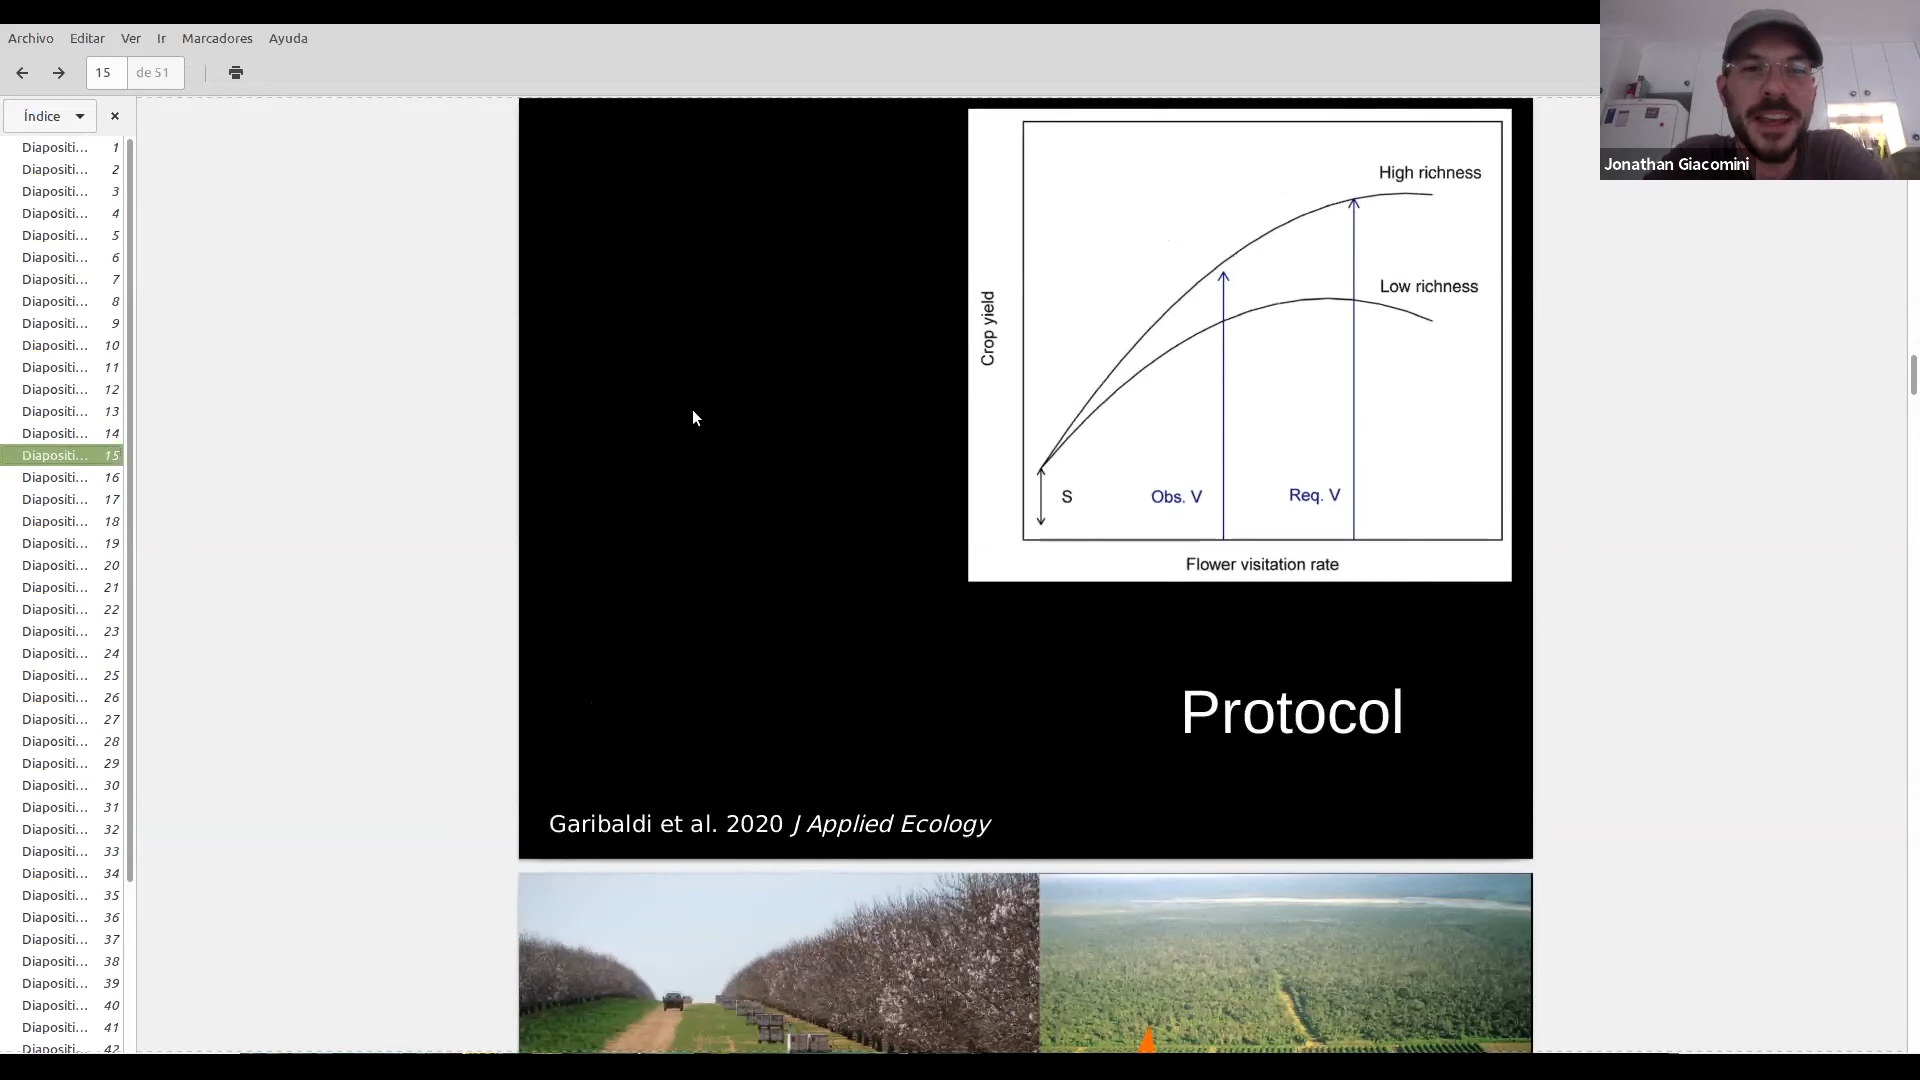 Archivo Editar Ver Ir Marcadores Ayuda
15 de 51
Índice
Diapositi... 1
Diapositi... 2
Diapositi... 3
Diapositi... 4
Diapositi... 5
Diapositi... 6
Diapositi... 7
Diapositi... 8
Diapositi... 9
Diapositi... 10
Diapositi... 11
Diapositi... 12
Diapositi... 13
Diapositi... 14
Diapositi... 15
Diapositi... 16
Diapositi... 17
Diapositi... 18
Diapositi... 19
Diapositi... 20
Diapositi... 21
Diapositi... 22
Diapositi... 23
Diapositi... 24
Diapositi... 25
Diapositi... 26
Diapositi... 27
Diapositi... 28
Diapositi... 29
Diapositi... 30
Diapositi... 31
Diapositi... 32
Diapositi... 33
Diapositi... 34
Diapositi... 35
Diapositi... 36
Diapositi... 37
Diapositi... 38
Diapositi... 39
Diapositi... 40
Diapositi... 41
Diapositi... 42
High richness
Low richness
Crop yield
S
Obs. V
Req. V
Flower visitation rate
Protocol
Garibaldi et al. 2020 J Applied Ecology
Jonathan Giacomini